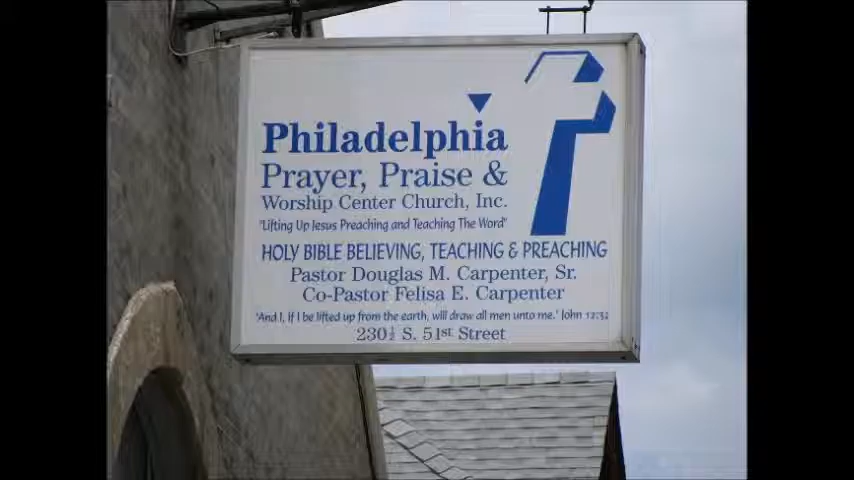 Philadelphia
Prayer, Praise &
Worship Center Church, Inc.
"Lifting Up Jesus Preaching and Teaching The Word"
HOLY BIBLE BELIEVING, TEACHING & PREACHING
Pastor Douglas M. Carpenter, Sr.
Co-Pastor Felisa E. Carpenter
"And I, if I be lifted up from the earth, will draw all men unto me." John 12:32
S. 51st Street